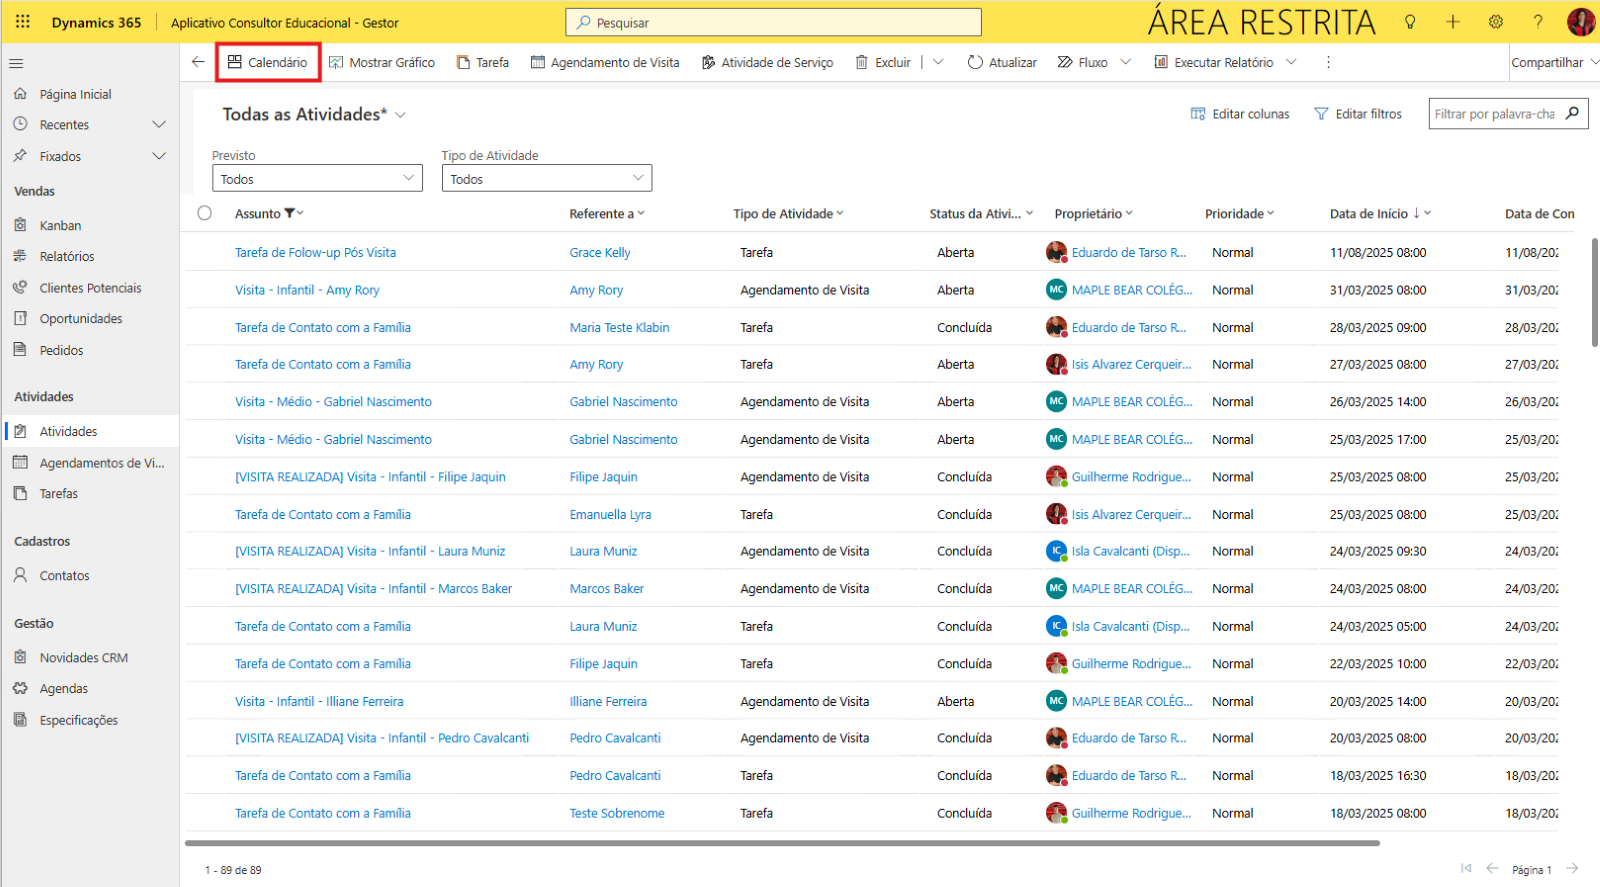 Dynamics 365 Aplicativo Consultor Educacional - Gestor Pesquisar ÁREA RESTRITA
Calendário Mostrar Gráfico Tarefa Agendamento de Visita Atividade de Serviço Excluir Atualizar Fluxo Executar Relatório Compartilhar
Página Inicial
Recentes
Fixados
Vendas
Kanban
Relatórios
Clientes Potenciais
Oportunidades
Pedidos
Atividades
Atividades
Agendamentos de Vi...
Tarefas
Cadastros
Contatos
Gestão
Novidades CRM
Agendas
Especificações
Todas as Atividades* Editar colunas Editar filtros Filtrar por palavra-cha
Previsto Tipo de Atividade
Todos Todos
Assunto Referente a Tipo de Atividade Status da Ativi... Proprietário Prioridade Data de Início Data de Con
Tarefa de Folow-up Pós Visita Grace Kelly Tarefa Aberta Eduardo de Tarso R... Normal 11/08/2025 08:00 11/08/202
Visita - Infantil - Amy Rory Amy Rory Agendamento de Visita Aberta MC MAPLE BEAR COLÉG... Normal 31/03/2025 08:00 31/03/202
Tarefa de Contato com a Família Maria Teste Klabin Tarefa Concluída Eduardo de Tarso R... Normal 28/03/2025 09:00 28/03/202
Tarefa de Contato com a Família Amy Rory Tarefa Aberta Isis Alvarez Cerqueir... Normal 27/03/2025 08:00 27/03/202
Visita - Médio - Gabriel Nascimento Gabriel Nascimento Agendamento de Visita Aberta MC MAPLE BEAR COLÉG... Normal 26/03/2025 14:00 26/03/202
Visita - Médio - Gabriel Nascimento Gabriel Nascimento Agendamento de Visita Aberta MC MAPLE BEAR COLÉG... Normal 25/03/2025 17:00 25/03/202
[VISITA REALIZADA] Visita - Infantil - Filipe Jaquin Filipe Jaquin Agendamento de Visita Concluída Guilherme Rodrigue... Normal 25/03/2025 08:00 25/03/202
Tarefa de Contato com a Família Emanuella Lyra Tarefa Concluída Isis Alvarez Cerqueir... Normal 25/03/2025 08:00 25/03/202
[VISITA REALIZADA] Visita - Infantil - Laura Muniz Laura Muniz Agendamento de Visita Concluída IC Isla Cavalcanti (Disp... Normal 24/03/2025 09:30 24/03/202
[VISITA REALIZADA] Visita - Infantil - Marcos Baker Marcos Baker Agendamento de Visita Concluída MC MAPLE BEAR COLÉG... Normal 24/03/2025 08:00 24/03/202
Tarefa de Contato com a Família Laura Muniz Tarefa Concluída IC Isla Cavalcanti (Disp... Normal 24/03/2025 05:00 24/03/202
Tarefa de Contato com a Família Filipe Jaquin Tarefa Concluída Guilherme Rodrigue... Normal 22/03/2025 10:00 22/03/202
Visita - Infantil - Illiane Ferreira Illiane Ferreira Agendamento de Visita Aberta MC MAPLE BEAR COLÉG... Normal 20/03/2025 14:00 20/03/202
[VISITA REALIZADA] Visita - Infantil - Pedro Cavalcanti Pedro Cavalcanti Agendamento de Visita Concluída Eduardo de Tarso R... Normal 20/03/2025 08:00 20/03/202
Tarefa de Contato com a Família Pedro Cavalcanti Tarefa Concluída Eduardo de Tarso R... Normal 18/03/2025 16:30 18/03/202
Tarefa de Contato com a Família Teste Sobrenome Tarefa Concluída Guilherme Rodrigue... Normal 18/03/2025 08:00 18/03/202
1 - 89 de 89 Página 1